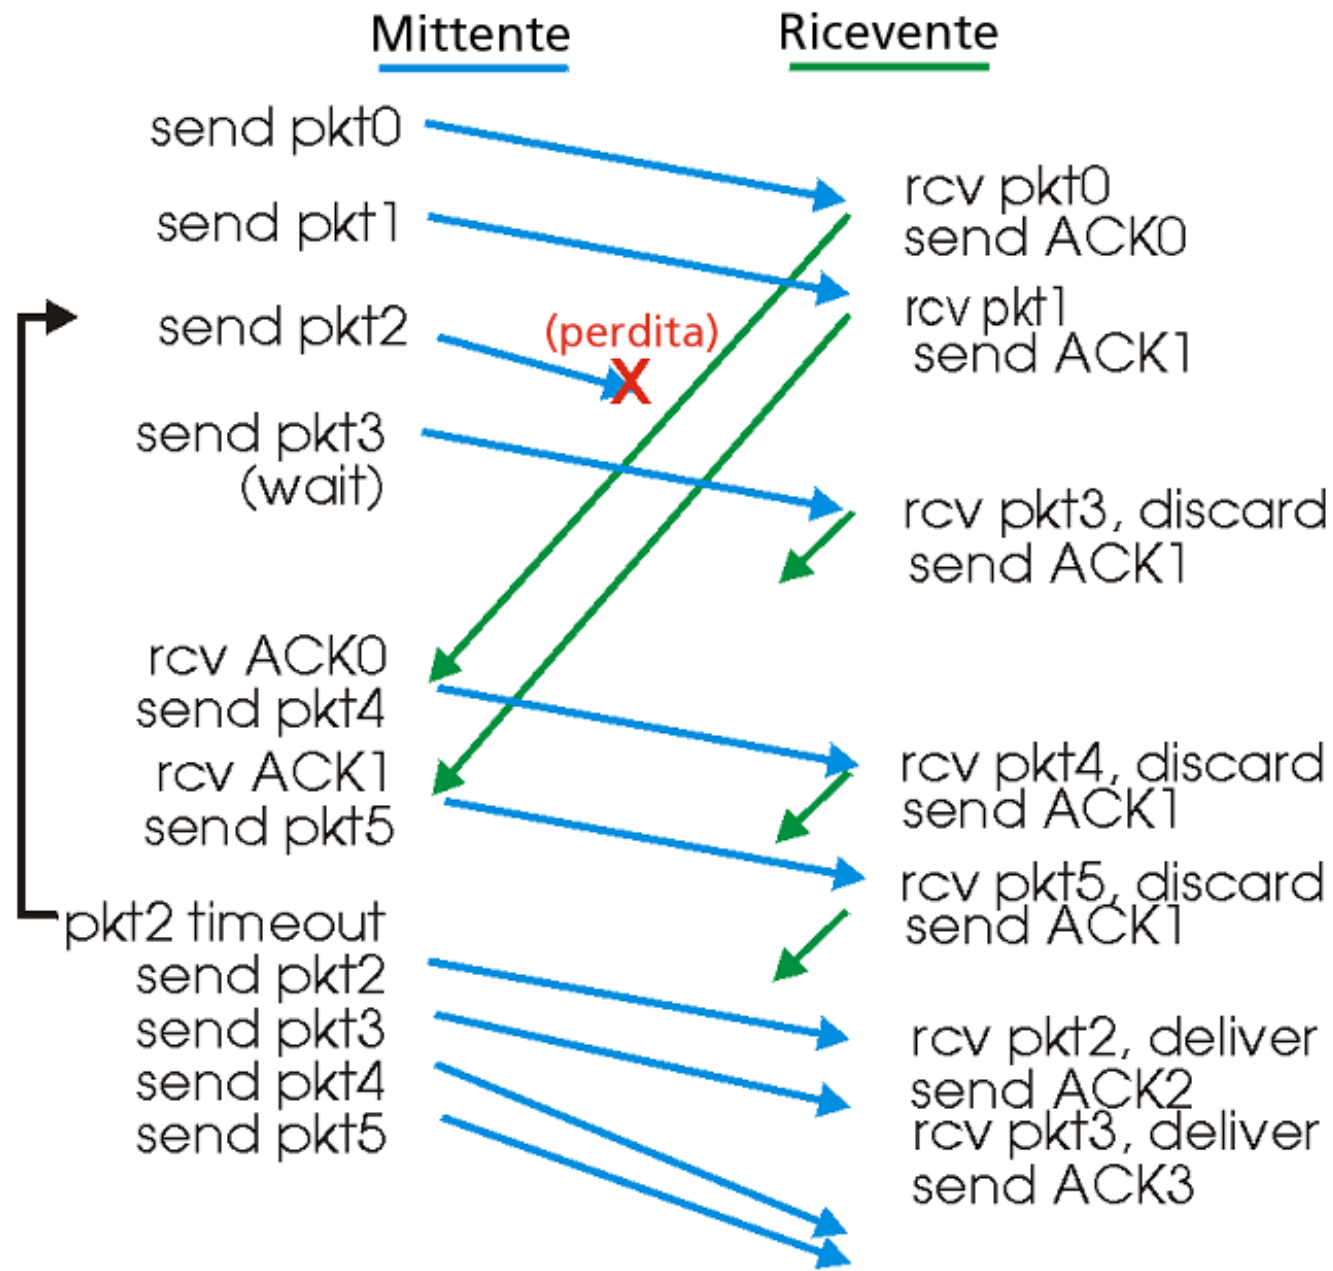 Mittente
Ricevente
send pkt0
rcv pkt0
send ACK0
send pkt1
rcv pkt1
send ACK1
send pkt2
(perdita)
X
send pkt3
(wait)
rcv pkt3, discard
send ACK1
rcv ACK0
send pkt4
rcv ACK1
send pkt5
rcv pkt4, discard
send ACK1
rcv pkt5, discard
send ACK1
pkt2 timeout
send pkt2
send pkt3
send pkt4
send pkt5
rcv pkt2, deliver
send ACK2
rcv pkt3, deliver
send ACK3